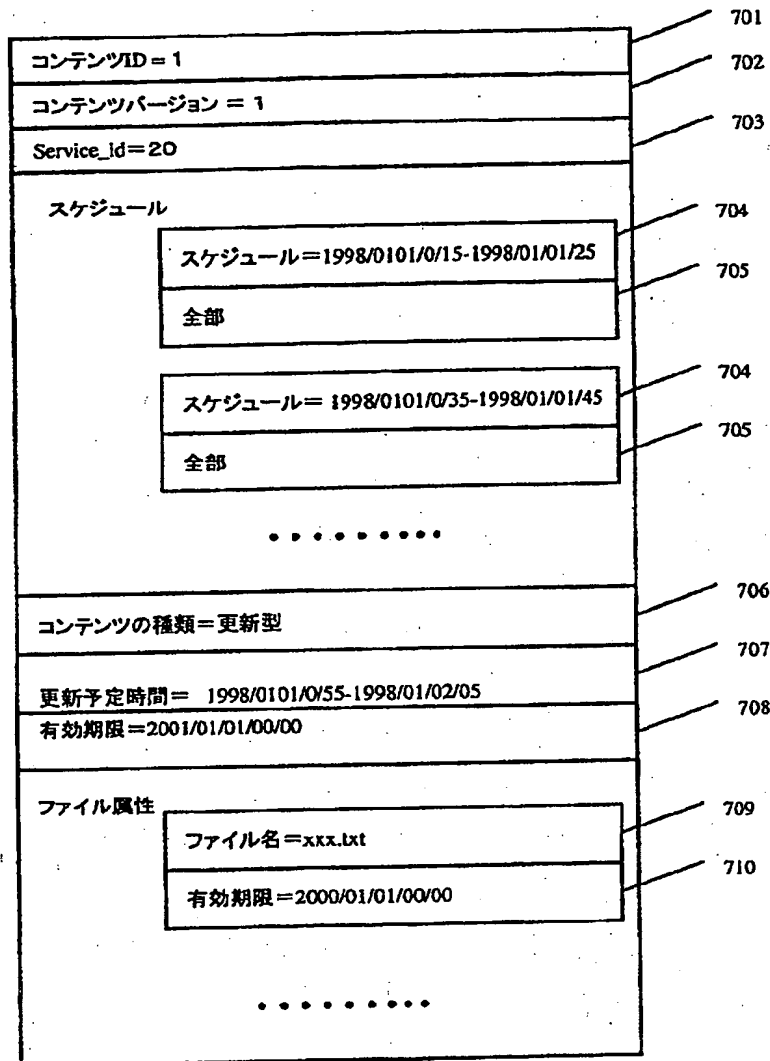 701
コンテンツID = 1
702
コンテンツバージョン = 1
703
Service_id=20
スケジュール
704
スケジュール=1998/0101/0/15-1998/01/01/25
705
全部
704
スケジュール= 1998/0101/0/35-1998/01/01/45
705
全部
706
コンテンツの種類=更新型
707
更新予定時間= 1998/0101/0/55-1998/01/02/05
708
有効期限=2001/01/01/00/00
ファイル属性
709
ファイル名=xxx.txt
710
有効期限=2000/01/01/00/00